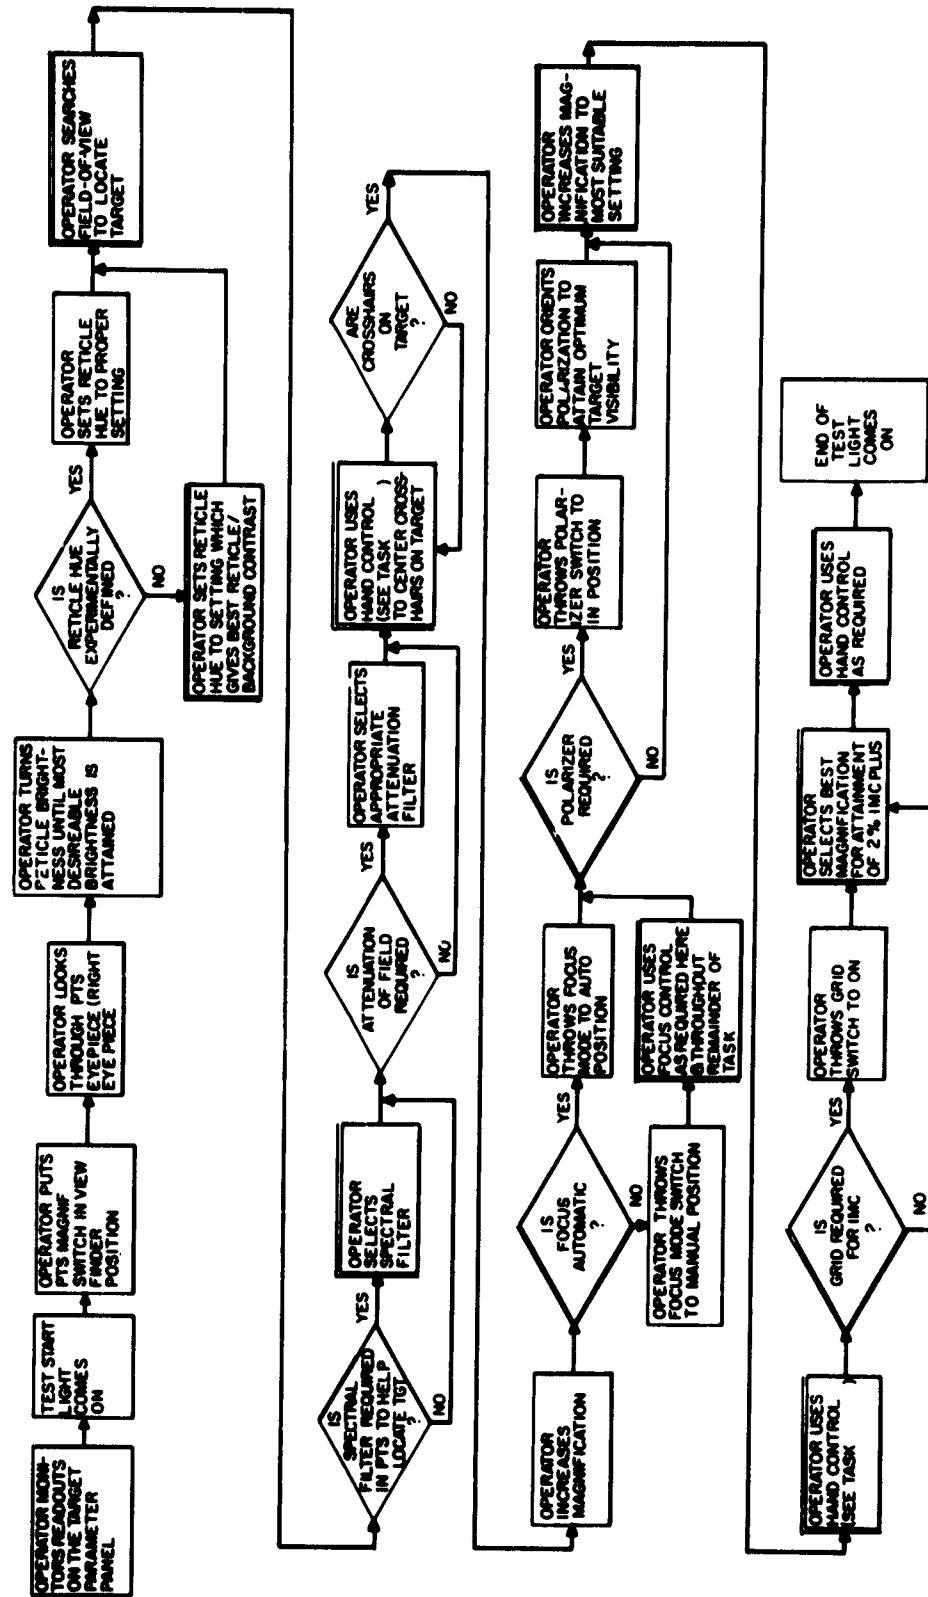 OPERATOR MONI-
TORS READOUTS
ON THE TARGET
PARAMETER
PANEL
TEST START
LIGHT
COMES
ON
OPERATOR PUTS
PTS MAGNIF
SWITCH IN VIEW
FINDER
POSITION
OPERATOR LOOKS
THROUGH PTS
EYEPIECE (RIGHT
EYE PIECE
OPERATOR TURNS
RETICLE BRIGHT-
NESS UNTIL MOST
DESIREABLE
BRIGHTNESS IS
ATTAINED
IS
RETICLE HUE
EXPERIMENTALLY
DEFINED
?
YES
NO
OPERATOR
SETS RETICLE
HUE TO PROPER
SETTING
OPERATOR SETS RETICLE
HUE TO SETTING WHICH
GIVES BEST RETICLE/
BACKGROUND CONTRAST
OPERATOR SEARCHES
FIELD-OF-VIEW
TO LOCATE
TARGET
IS
SPECTRAL
FILTER REQUIRED
IN PTS TO HELP
LOCATE TGT
?
YES
NO
OPERATOR
SELECTS
SPECTRAL
FILTER
IS
ATTENUATION
OF FIELD
REQUIRED
?
YES
NO
OPERATOR SELECTS
APPROPRIATE
ATTENUATION
FILTER
OPERATOR USES
HAND CONTROL
(SEE TASK )
TO CENTER CROSS-
HAIRS ON TARGET
ARE
CROSSHAIRS
ON
TARGET
?
YES
NO
OPERATOR
INCREASES
MAGNIFICATION
IS
FOCUS
AUTOMATIC
?
YES
NO
OPERATOR
THROWS FOCUS
MODE TO AUTO
POSITION
OPERATOR THROWS
FOCUS MODE SWITCH
TO MANUAL POSITION
OPERATOR USES
FOCUS CONTROL
AS REQUIRED HERE
& THROUGHOUT
REMAINDER OF
TASK
IS
POLARIZER
REQUIRED
?
YES
NO
OPERATOR
THROWS POLAR-
IZER SWITCH TO
IN POSITION
OPERATOR ORIENTS
POLARIZATION TO
ATTAIN OPTIMUM
TARGET
VISIBILITY
OPERATOR
INCREASES MAG-
NIFICATION TO
MOST SUITABLE
SETTING
OPERATOR USES
HAND CONTROL
(SEE TASK )
IS
GRID REQUIRED
FOR IMC
?
YES
NO
OPERATOR
THROWS GRID
SWITCH TO ON
OPERATOR
SELECTS BEST
MAGNIFICATION
FOR ATTAINMENT
OF 2% IMC PLUS
OPERATOR USES
HAND CONTROL
AS REQUIRED
END OF
TEST
LIGHT
COMES
ON